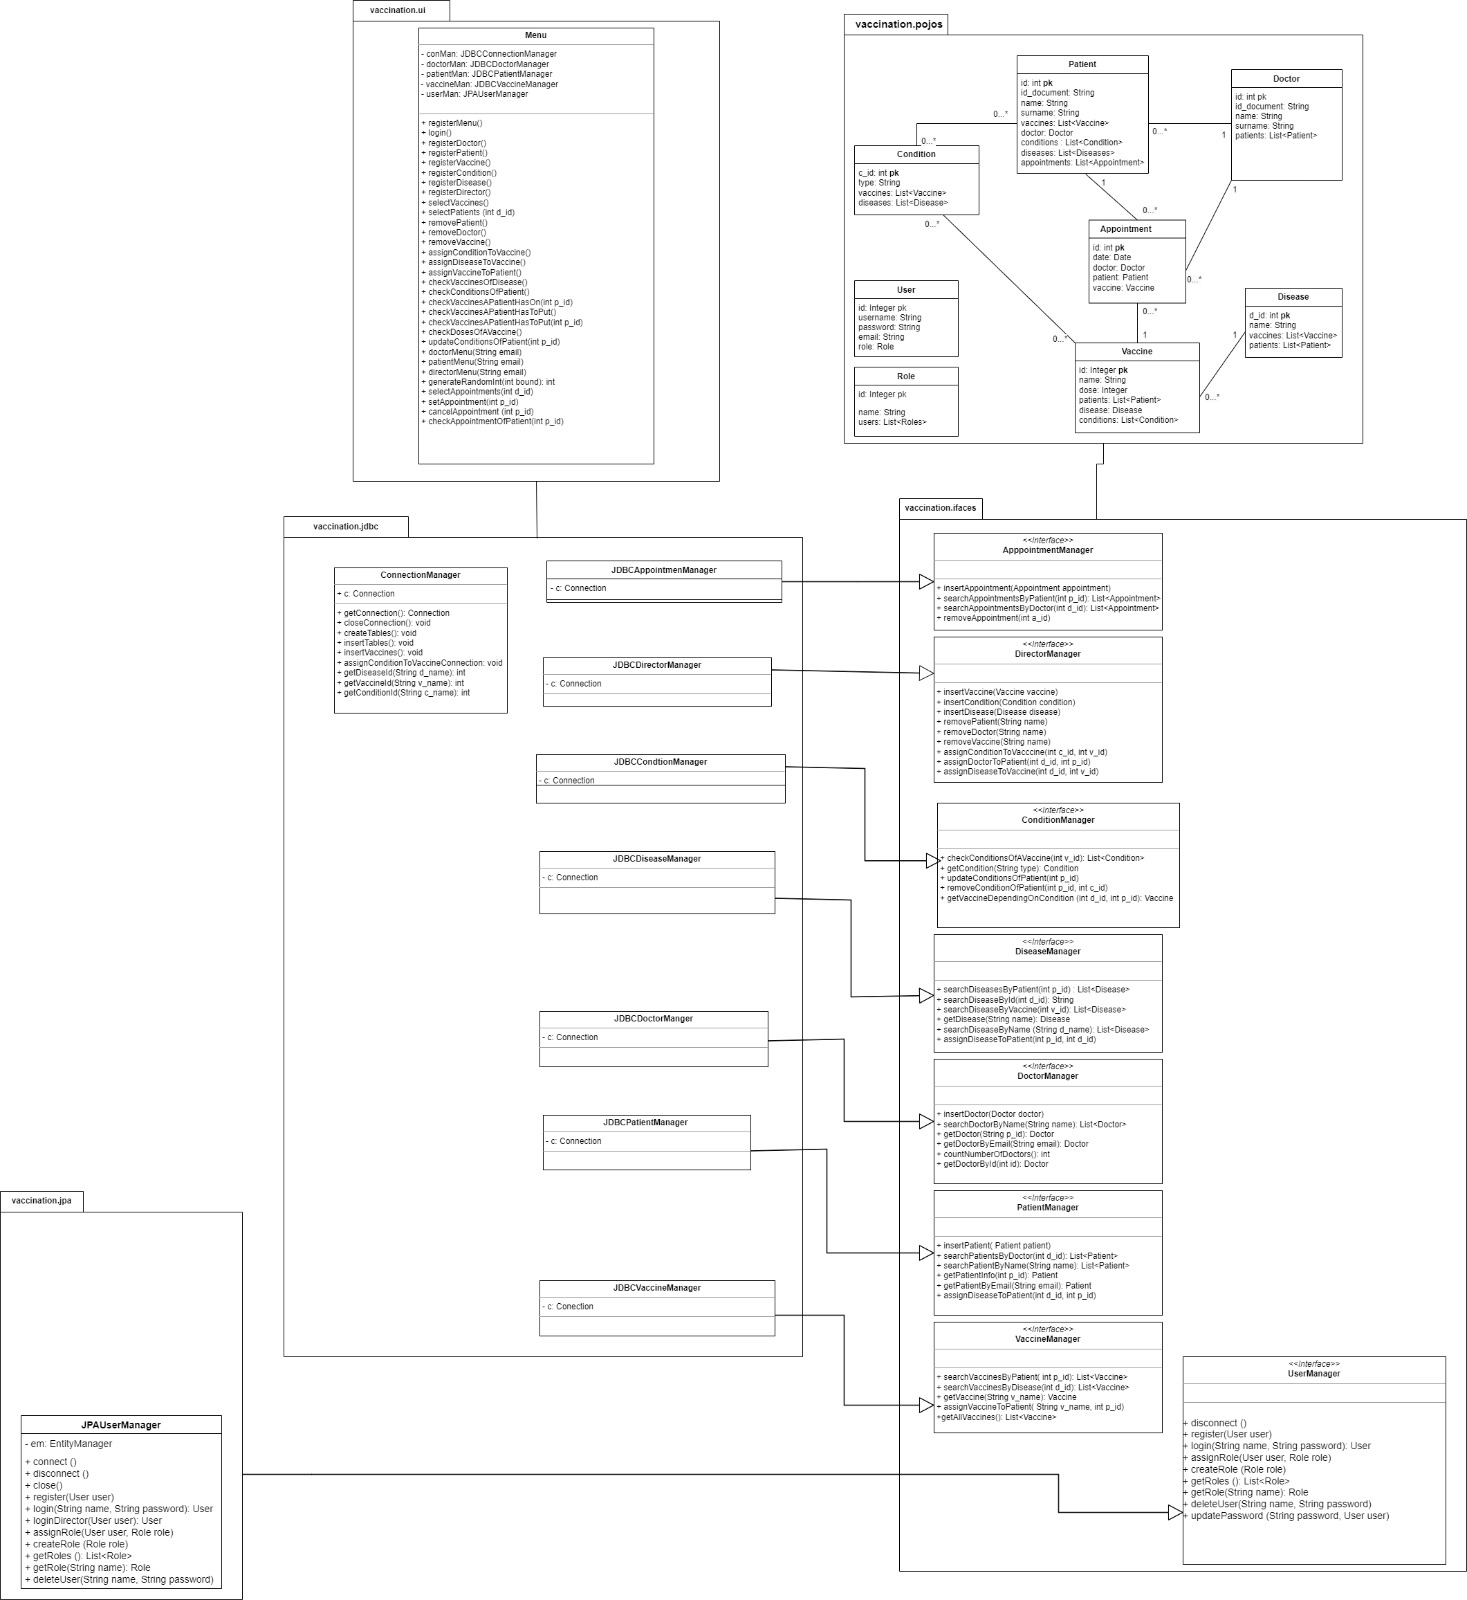 vaccination.ui
Menu
- conMan: JDBCConnectionManager
- doctorMan: JDBCDoctorManager
- patientMan: JDBCPatientManager
- vaccineMan: JDBCVaccineManager
- userMan: JPAUserManager
+ registerMenu()
+ login()
+ registerDoctor()
+ registerPatient()
+ registerVaccine()
+ registerCondition()
+ registerDisease()
+ registerDirector()
+ selectVaccines()
+ selectPatients (int d_id)
+ removePatient()
+ removeDoctor()
+ removeVaccine()
+ assignConditionToVaccine()
+ assignDiseaseToVaccine()
+ assignVaccineToPatient()
+ checkVaccinesOfDisease()
+ checkConditionsOfPatient()
+ checkVaccinesAPatientHasOn(int p_id)
+ checkVaccinesAPatientHasToPut()
+ checkVaccinesAPatientHasToPut(int p_id)
+ checkDosesOfAVaccine()
+ updateConditionsOfPatient(int p_id)
+ doctorMenu(String email)
+ patientMenu(String email)
+ directorMenu(String email)
+ generateRandomInt(int bound): int
+ selectAppointments(int d_id)
+ setAppointment(int p_id)
+ cancelAppointment (int p_id)
+ checkAppointmentOfPatient(int p_id)
vaccination.pojos
Patient
id: int pk
id_document: String
name: String
surname: String
vaccines: List<Vaccine>
doctor: Doctor
conditions : List<Condition>
diseases: List<Diseases>
appointments: List<Appointment>
Doctor
id: int pk
id_document: String
name: String
surname: String
patients: List<Patient>
0...*
0...*
0...*
1
Condition
c_id: int pk
type: String
vaccines: List<Vaccine>
diseases: List<Disease>
1
0...*
1
0...*
Appointment
id: int pk
date: Date
doctor: Doctor
patient: Patient
vaccine: Vaccine
0...*
User
id: Integer pk
username: String
password: String
email: String
role: Role
Disease
d_id: int pk
name: String
vaccines: List<Vaccine>
patients: List<Patient>
0...*
0...*
1
1
0...*
Vaccine
id: Integer pk
name: String
dose: Integer
patients: List<Patient>
disease: Disease
conditions: List<Condition>
Role
id: Integer pk
name: String
users: List<Roles>
vaccination.jdbc
ConnectionManager
+ c: Connection
+ getConnection(): Connection
+ closeConnection(): void
+ createTables(): void
+ insertTables(): void
+ insertVaccines(): void
+ assignConditionToVaccineConnection: void
+ getDiseaseId(String d_name): int
+ getVaccineId(String v_name): int
+ getConditionId(String c_name): int
JDBCAppointmenManager
- c: Connection
JDBCDirectorManager
- c: Connection
JDBCCondtionManager
- c: Connection
JDBCDiseaseManager
- c: Connection
JDBCDoctorManger
- c: Connection
JDBCPatientManager
- c: Connection
JDBCVaccineManager
- c: Conection
vaccination.ifaces
<<interface>>
ApppointmentManager
+ insertAppointment(Appointment appointment)
+ searchAppointmentsByPatient(int p_id): List<Appointment>
+ searchAppointmentsByDoctor(int d_id): List<Appointment>
+ removeAppointment(int a_id)
<<interface>>
DirectorManager
+ insertVaccine(Vaccine vaccine)
+ insertCondition(Condition condition)
+ insertDisease(Disease disease)
+ removePatient(String name)
+ removeDoctor(String name)
+ removeVaccine(String name)
+ assignConditionToVacccine(int c_id, int v_id)
+ assignDoctorToPatient(int d_id, int p_id)
+ assignDiseaseToVaccine(int d_id, int v_id)
<<interface>>
ConditionManager
+ checkConditionsOfAVaccine(int v_id): List<Condition>
+ getCondition(String type): Condition
+ updateConditionsOfPatient(int p_id)
+ removeConditionOfPatient(int p_id, int c_id)
+ getVaccineDependingOnCondition (int d_id, int p_id): Vaccine
<<interface>>
DiseaseManager
+ searchDiseasesByPatient(int p_id) : List<Disease>
+ searchDiseaseById(int d_id): String
+ searchDiseaseByVaccine(int v_id): List<Disease>
+ getDisease(String name): Disease
+ searchDiseaseByName (String d_name): List<Disease>
+ assignDiseaseToPatient(int p_id, int d_id)
<<interface>>
DoctorManager
+ insertDoctor(Doctor doctor)
+ searchDoctorByName(String name): List<Doctor>
+ getDoctor(String p_id): Doctor
+ getDoctorByEmail(String email): Doctor
+ countNumberOfDoctors(): int
+ getDoctorById(int id): Doctor
<<interface>>
PatientManager
+ insertPatient( Patient patient)
+ searchPatientsByDoctor(int d_id): List<Patient>
+ searchPatientByName(String name): List<Patient>
+ getPatientInfo(int p_id): Patient
+ getPatientByEmail(String email): Patient
+ assignDiseaseToPatient(int d_id, int p_id)
<<interface>>
VaccineManager
+ searchVaccinesByPatient( int p_id): List<Vaccine>
+ searchVaccinesByDisease(int d_id): List<Vaccine>
+ getVaccine(String v_name): Vaccine
+ assignVaccineToPatient( String v_name, int p_id)
+getAllVaccines(): List<Vaccine>
<<interface>>
UserManager
+ disconnect ()
+ register(User user)
+ login(String name, String password): User
+ assignRole(User user, Role role)
+ createRole (Role role)
+ getRoles (): List<Role>
+ getRole(String name): Role
+ deleteUser(String name, String password)
+ updatePassword (String password, User user)
vaccination.jpa
JPAUserManager
- em: EntityManager
+ connect ()
+ disconnect ()
+ close()
+ register(User user)
+ login(String name, String password): User
+ loginDirector(User user): User
+ assignRole(User user, Role role)
+ createRole (Role role)
+ getRoles (): List<Role>
+ getRole(String name): Role
+ deleteUser(String name, String password)